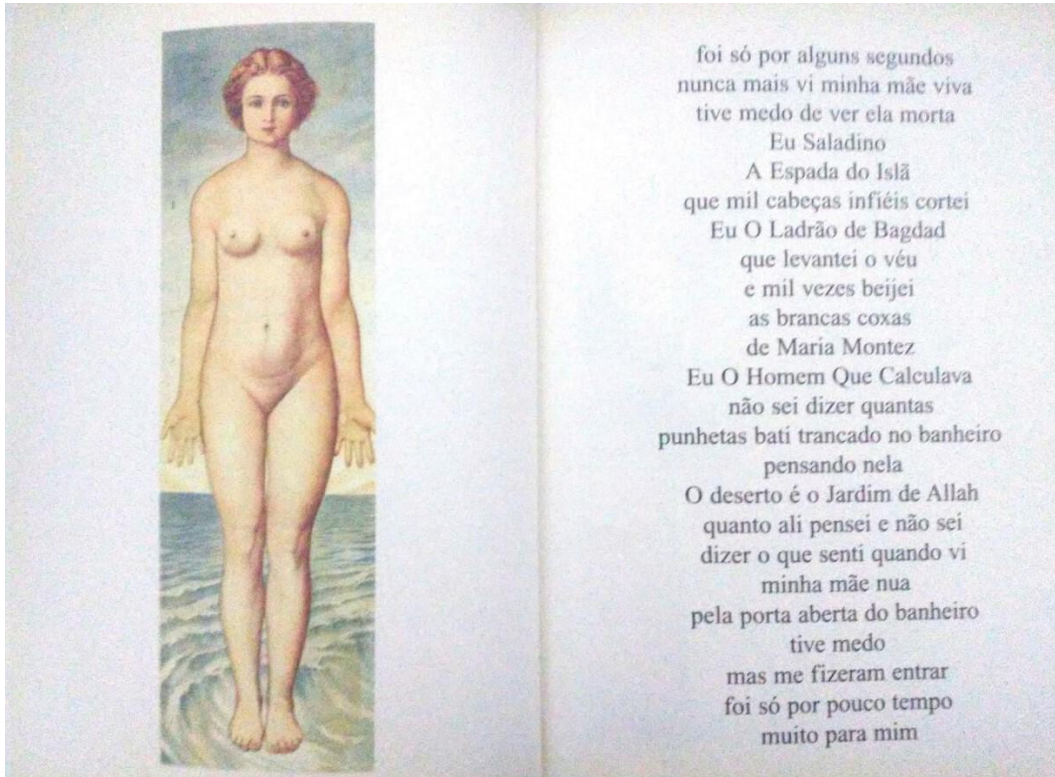 foi só por alguns segundos
nunca mais vi minha mãe viva
tive medo de ver ela morta
Eu Saladino
A Espada do Islã
que mil cabeças infiéis cortei
Eu O Ladrão de Bagdad
que levantei o véu
e mil vezes beijei
as brancas coxas
de Maria Montez
Eu O Homem Que Calculava
não sei dizer quantas
punhetas bati trancado no banheiro
pensando nela
O deserto é o Jardim de Allah
quanto ali pensei e não sei
dizer o que senti quando vi
minha mãe nua
pela porta aberta do banheiro
tive medo
mas me fizeram entrar
foi só por pouco tempo
muito para mim